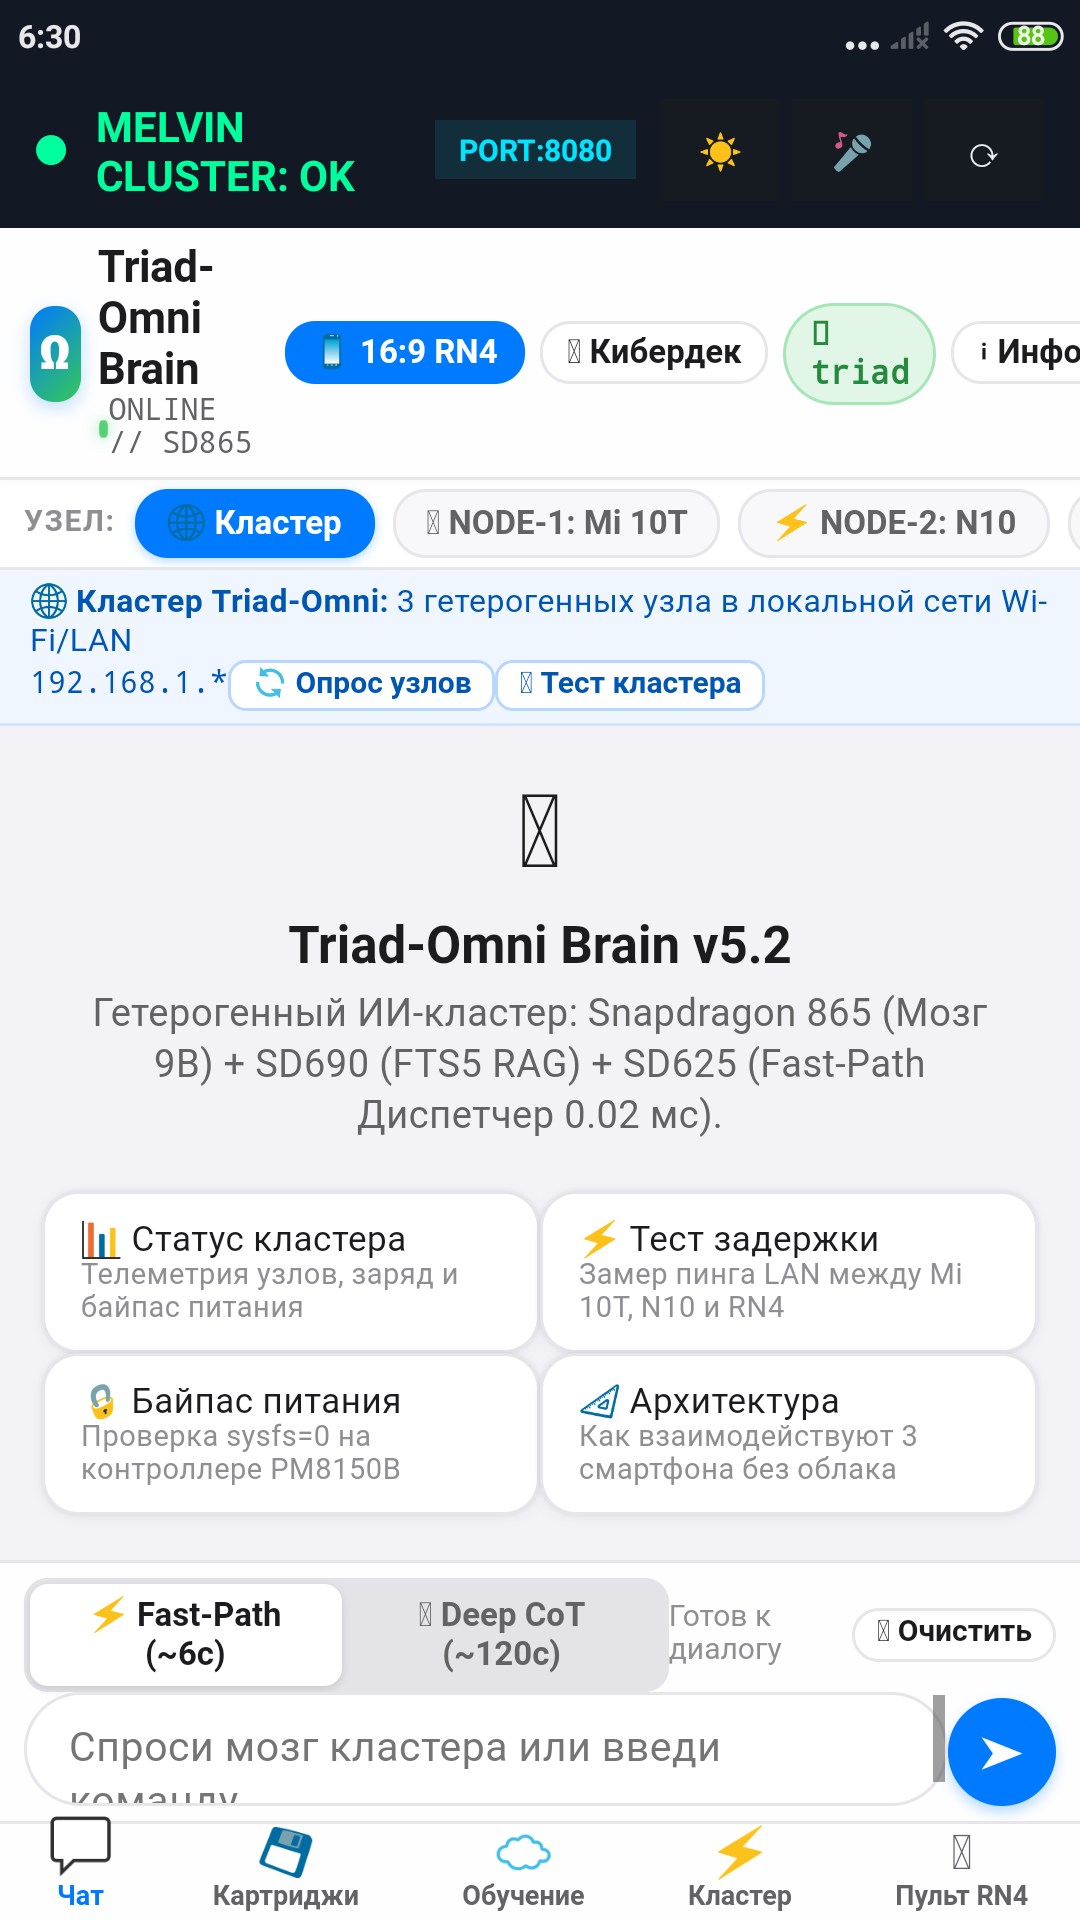 6:30
88
MELVIN
CLUSTER: OK
PORT:8080
Triad-
Omni
Brain
Ω
ONLINE
// SD865
16:9 RN4
Кибердек
triad
i Инфо
УЗЕЛ:
Кластер
NODE-1: Mi 10T
NODE-2: N10
Кластер Triad-Omni: 3 гетерогенных узла в локальной сети Wi-
Fi/LAN
192.168.1.*
Опрос узлов
Тест кластера
Triad-Omni Brain v5.2
Гетерогенный ИИ-кластер: Snapdragon 865 (Мозг
9B) + SD690 (FTS5 RAG) + SD625 (Fast-Path
Диспетчер 0.02 мс).
Статус кластера
Телеметрия узлов, заряд и
байпас питания
Тест задержки
Замер пинга LAN между Mi
10T, N10 и RN4
Байпас питания
Проверка sysfs=0 на
контроллере PM8150B
Архитектура
Как взаимодействуют 3
смартфона без облака
Fast-Path
(~6с)
Deep CoT
(~120с)
Готов к
диалогу
Очистить
Спроси мозг кластера или введи
команду
Чат
Картриджи
Обучение
Кластер
Пульт RN4